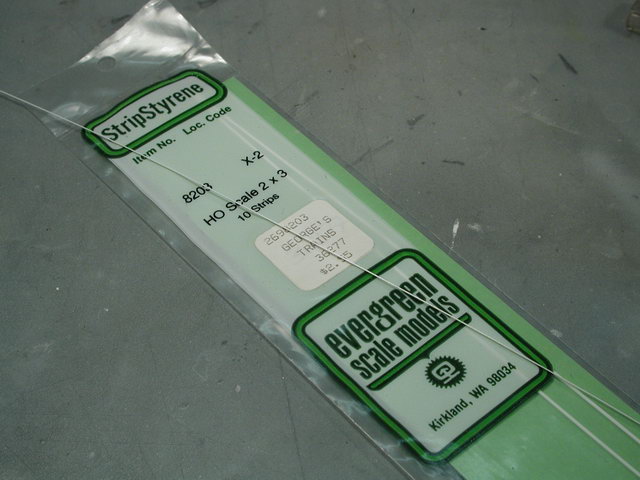 StripStyrene
Item No. Loc. Code
8203 X-2
HO Scale 2 x 3
10 Strips
GEORGE'S
TRAINS
evergreen
scale models
Kirkland, WA 98034